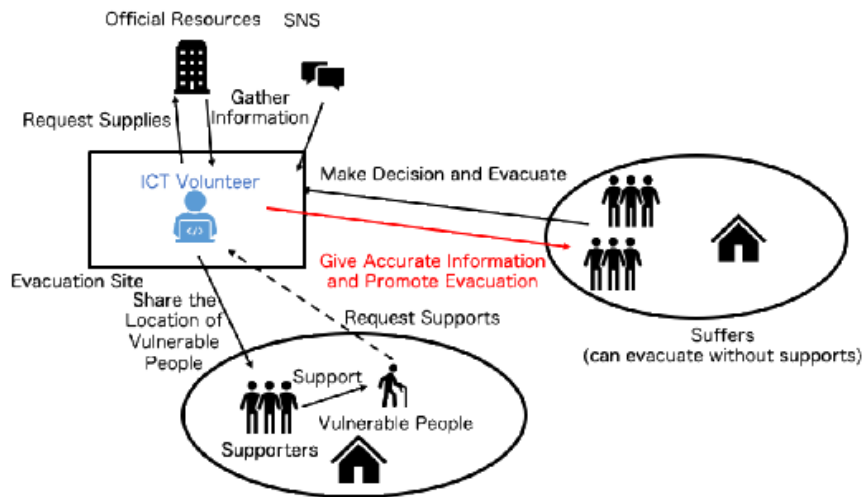 Official Resources
SNS
Gather
Information
Request Supplies
ICT Volunteer
Make Decision and Evacuate
Give Accurate Information
and Promote Evacuation
Evacuation Site
Share the
Location of
Vulnerable
People
Request Supports
Suffers
(can evacuate without supports)
Support
Vulnerable People
Supporters